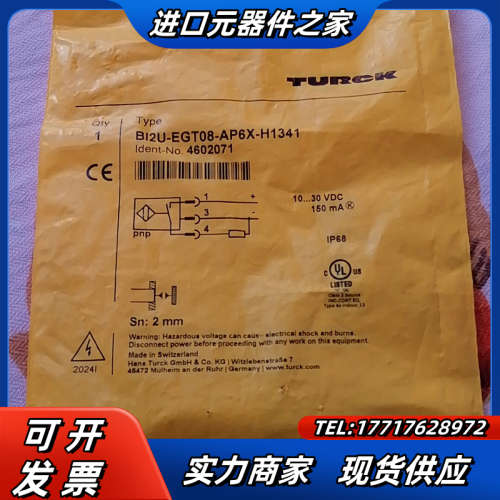 进口元器件之家
TURCK
Qty
1
Type
BI2U-EGT08-AP6X-H1341
Ident-No. 4602071
1 +
3 -
4
pnp
10...30 VDC
150 mA
IP68
C UL US
LISTED
Sn: 2 mm
Warning: Hazardous voltage can cause electrical shock and burns.
Disconnect power before proceeding with any work on this equipment.
Made in Switzerland
Hans Turck GmbH & Co. KG | Witzlebenstraße 7
45472 Mülheim an der Ruhr | Germany | www.turck.com
2024I
TEL:17717628972
可开
发票
实力商家 现货供应